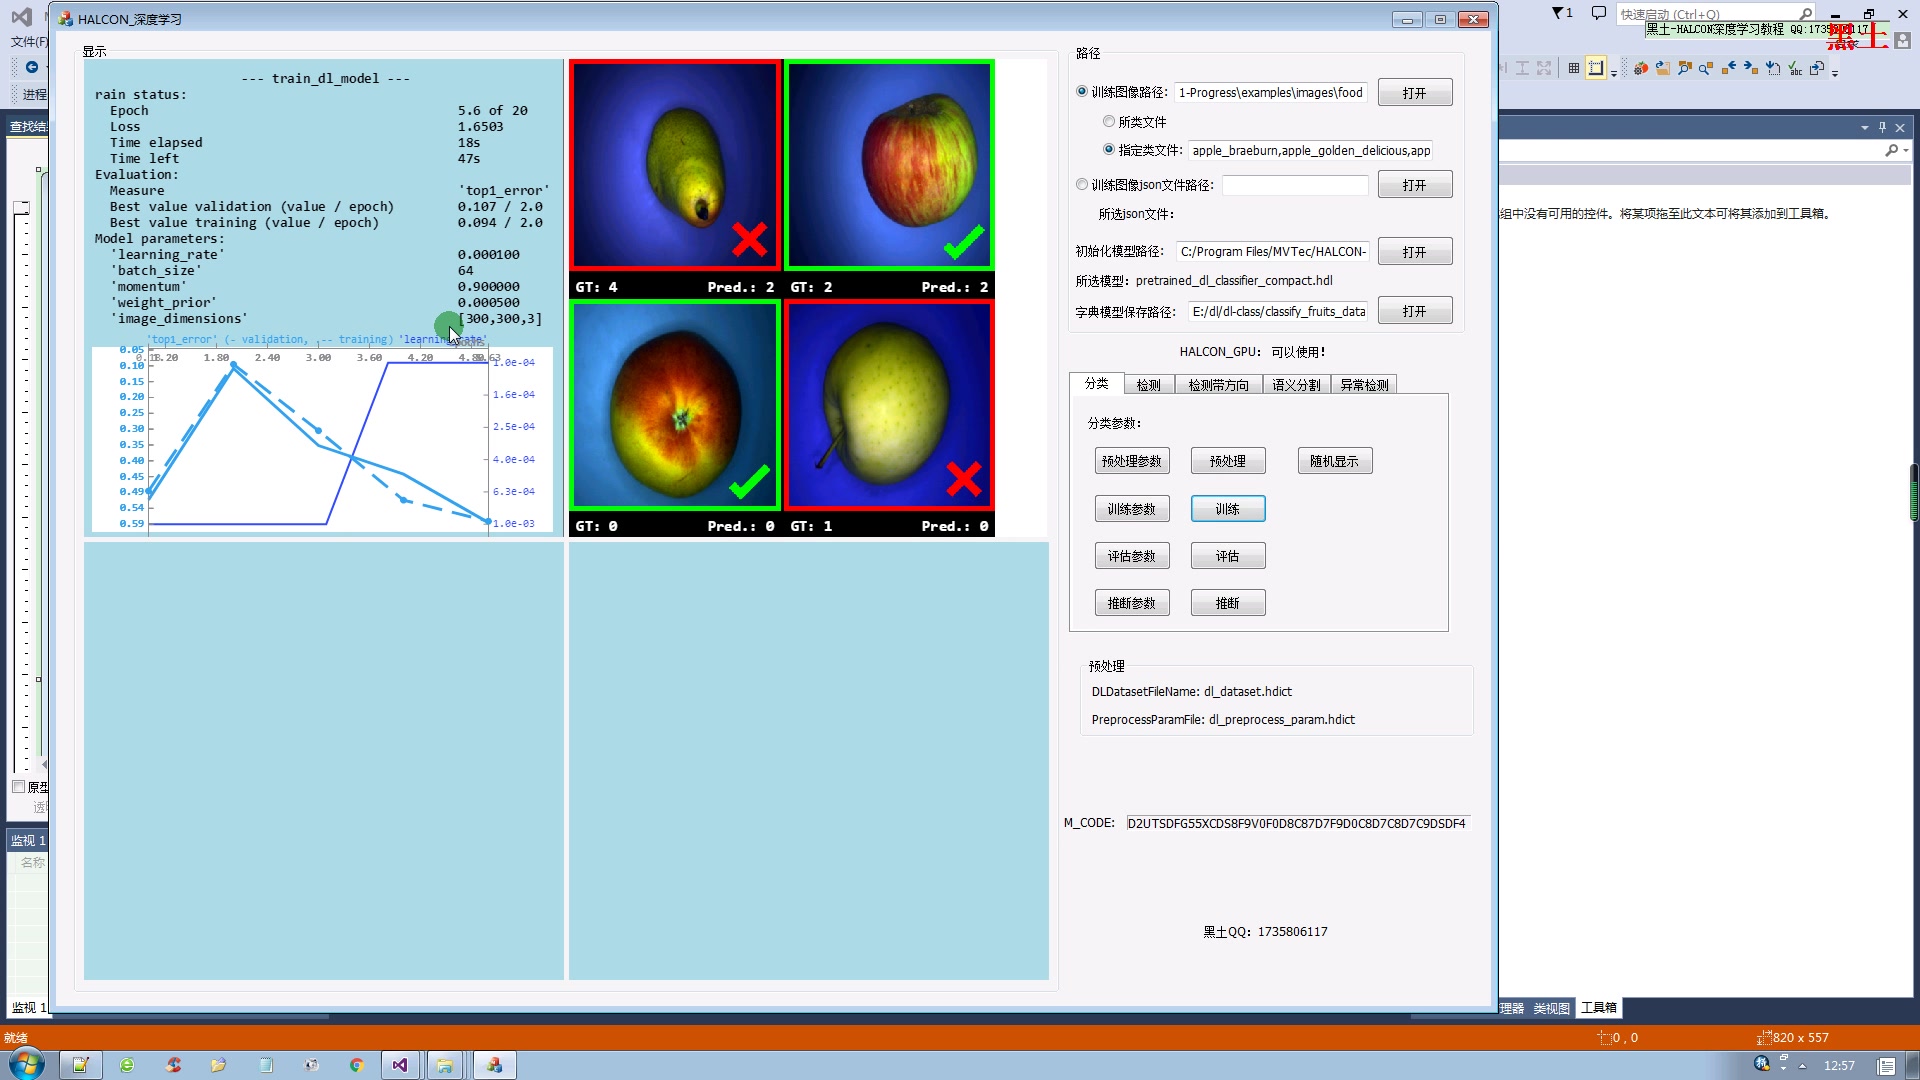 HALCON_深度学习
快速启动 (Ctrl+Q)
1
黑土-HALCON深度学习教程 QQ:1735806117
黑土
文件(F)
进程
查找结
显示
--- train_dl_model ---
rain status:
Epoch 5.6 of 20
Loss 1.6503
Time elapsed 18s
Time left 47s
Evaluation:
Measure 'top1_error'
Best value validation (value / epoch) 0.107 / 2.0
Best value training (value / epoch) 0.094 / 2.0
Model parameters:
'learning_rate' 0.000100
'batch_size' 64
'momentum' 0.900000
'weight_prior' 0.000500
'image_dimensions' [300,300,3]
'top1_error' (- validation, -- training) 'learning_rate'
1.80 2.40 3.00 3.60 4.20
0.05
0.10
0.15
0.20
0.25
0.30
0.35
0.40
0.45
0.49
0.54
0.59
1.0e-04
1.6e-04
2.5e-04
4.0e-04
6.3e-04
1.0e-03
GT: 4 Pred.: 2
GT: 2 Pred.: 2
GT: 0 Pred.: 0
GT: 1 Pred.: 0
路径
训练图像路径: 1-Progress\examples\images\food 打开
所类文件
指定类文件: apple_braeburn,apple_golden_delicious,app
训练图像json文件路径: 打开
所选json文件:
初始化模型路径: C:/Program Files/MVTec/HALCON- 打开
所选模型: pretrained_dl_classifier_compact.hdl
字典模型保存路径: E:/dl/dl-class/classify_fruits_data 打开
HALCON_GPU: 可以使用!
分类 检测 检测带方向 语义分割 异常检测
分类参数:
预处理参数 预处理 随机显示
训练参数 训练
评估参数 评估
推断参数 推断
预处理
DLDatasetFileName: dl_dataset.hdict
PreprocessParamFile: dl_preprocess_param.hdict
M_CODE: D2UTSDFG55XCDS8F9V0F0D8C87D7F9D0C8D7C8D7C9DSDF4
黑土QQ: 1735806117
组中没有可用的控件。将某项拖至此文本可将其添加到工具箱。
原型
透
监视 1
名称
监视 1
理器 类视图 工具箱
就绪
0 , 0
820 x 557
12:57